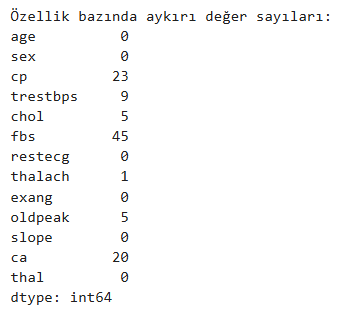 Özellik bazında aykırı değer sayıları:
age 0
sex 0
cp 23
trestbps 9
chol 5
fbs 45
restecg 0
thalach 1
exang 0
oldpeak 5
slope 0
ca 20
thal 0
dtype: int64